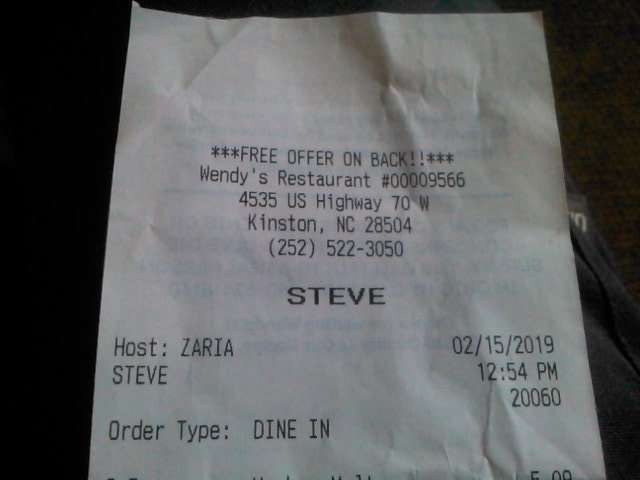 ***FREE OFFER ON BACK!!***
Wendy's Restaurant #00009566
4535 US Highway 70 W
Kinston, NC 28504
(252) 522-3050
STEVE
Host: ZARIA 02/15/2019
STEVE 12:54 PM
20060
Order Type: DINE IN